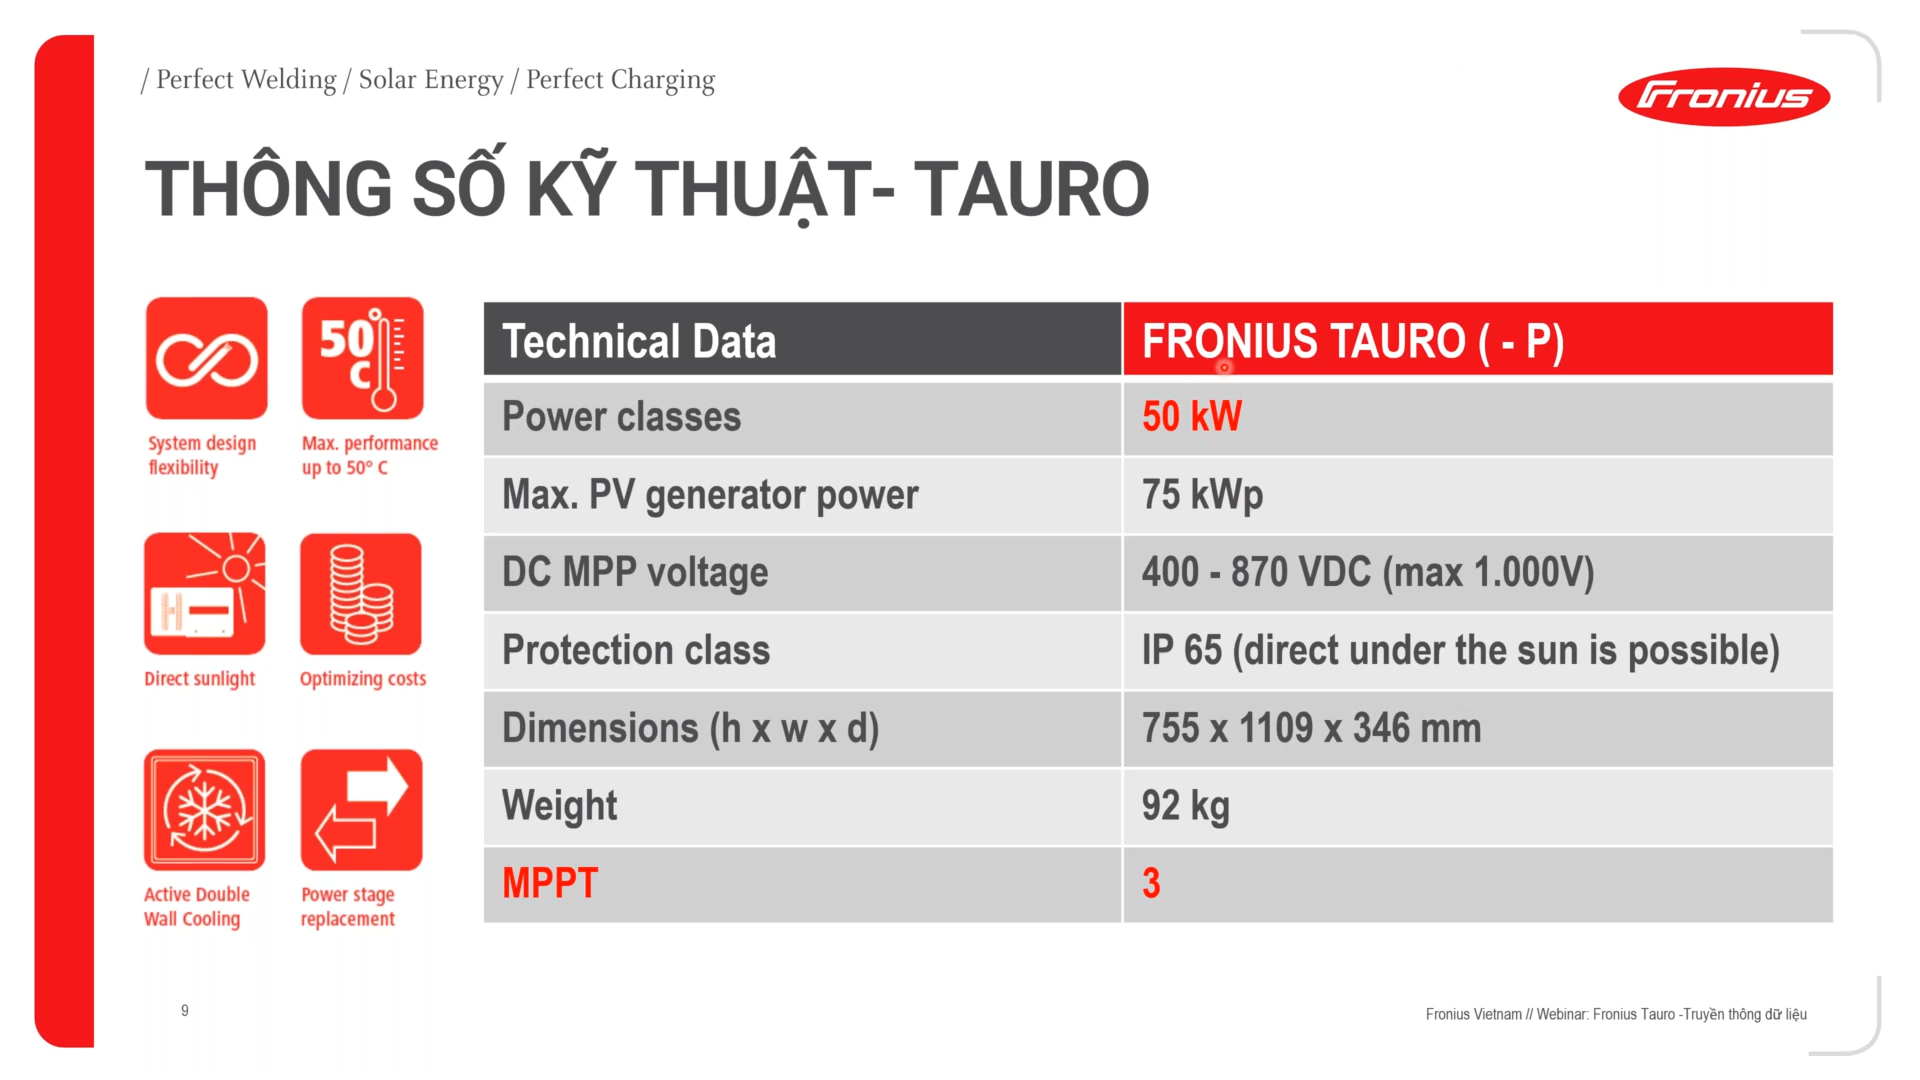 / Perfect Welding / Solar Energy / Perfect Charging
Fronius
THÔNG SỐ KỸ THUẬT- TAURO
50°C
System design
flexibility
Max. performance
up to 50° C
Direct sunlight
Optimizing costs
Active Double
Wall Cooling
Power stage
replacement
Technical Data FRONIUS TAURO ( - P)
Power classes 50 kW
Max. PV generator power 75 kWp
DC MPP voltage 400 - 870 VDC (max 1.000V)
Protection class IP 65 (direct under the sun is possible)
Dimensions (h x w x d) 755 x 1109 x 346 mm
Weight 92 kg
MPPT 3
9
Fronius Vietnam // Webinar: Fronius Tauro -Truyền thông dữ liệu